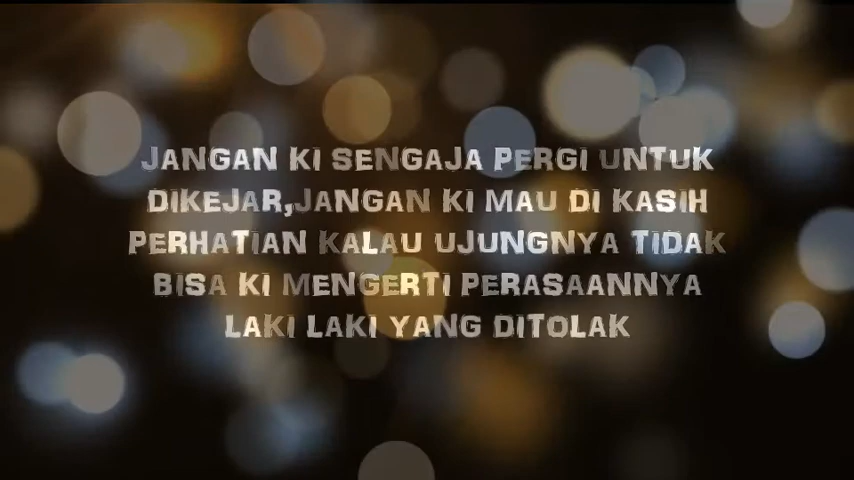 JANGAN KI SENGAJA PERGI UNTUK
DIKEJAR,JANGAN KI MAU DI KASIH
PERHATIAN KALAU UJUNGNYA TIDAK
BISA KI MENGERTI PERASAANNYA
LAKI LAKI YANG DITOLAK